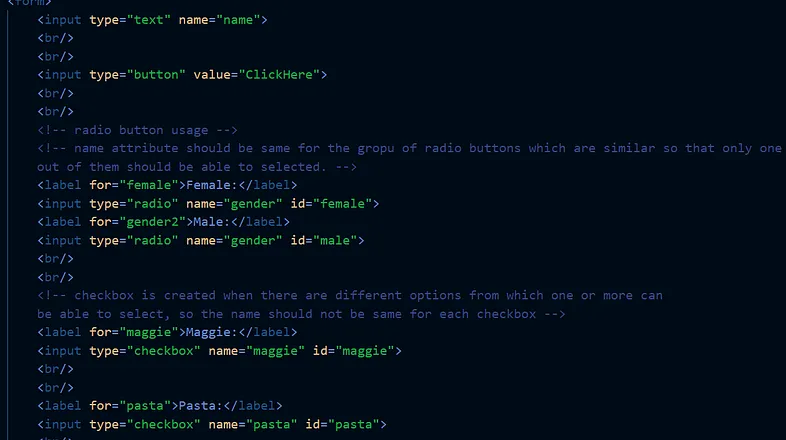 <form>
<input type="text" name="name">
<br/>
<br/>
<input type="button" value="ClickHere">
<br/>
<br/>
<!-- radio button usage -->
<!-- name attribute should be same for the gropu of radio buttons which are similar so that only one
out of them should be able to selected. -->
<label for="female">Female:</label>
<input type="radio" name="gender" id="female">
<label for="gender2">Male:</label>
<input type="radio" name="gender" id="male">
<br/>
<br/>
<!-- checkbox is created when there are different options from which one or more can
be able to select, so the name should not be same for each checkbox -->
<label for="maggie">Maggie:</label>
<input type="checkbox" name="maggie" id="maggie">
<br/>
<br/>
<label for="pasta">Pasta:</label>
<input type="checkbox" name="pasta" id="pasta">
<br/>